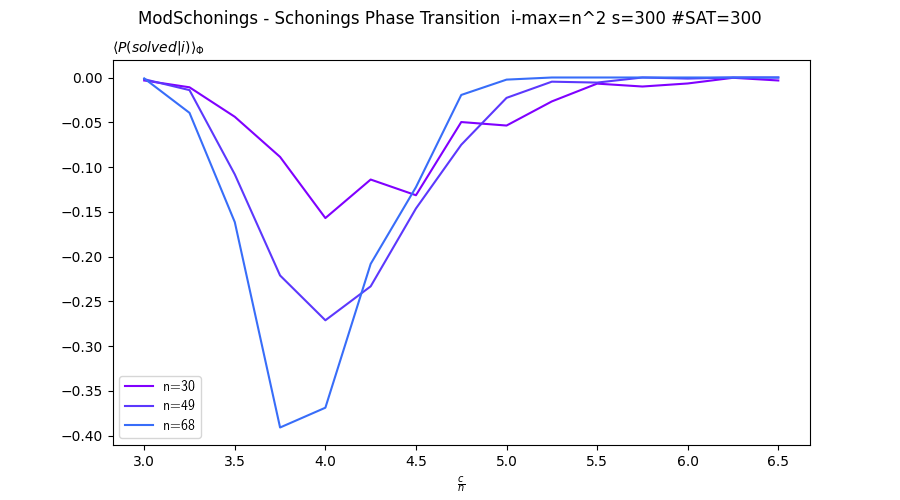 ModSchonings - Schonings Phase Transition  i-max=n^2 s=300 #SAT=300
⟨P(solved|i)⟩Φ
0.00
−0.05
−0.10
−0.15
−0.20
−0.25
−0.30
−0.35
−0.40
n=30
n=49
n=68
3.0 3.5 4.0 4.5 5.0 5.5 6.0 6.5
c/n